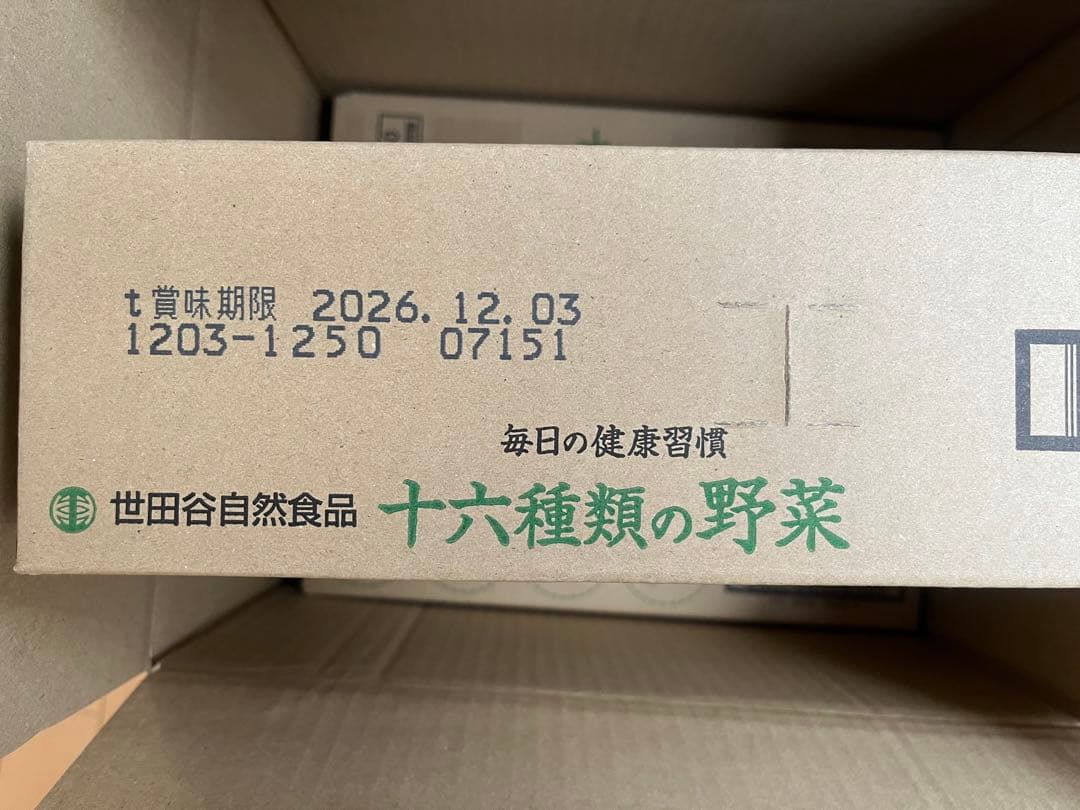 t賞味期限 2026.12.03
1203-1250 07151
毎日の健康習慣
世田谷自然食品 十六種類の野菜